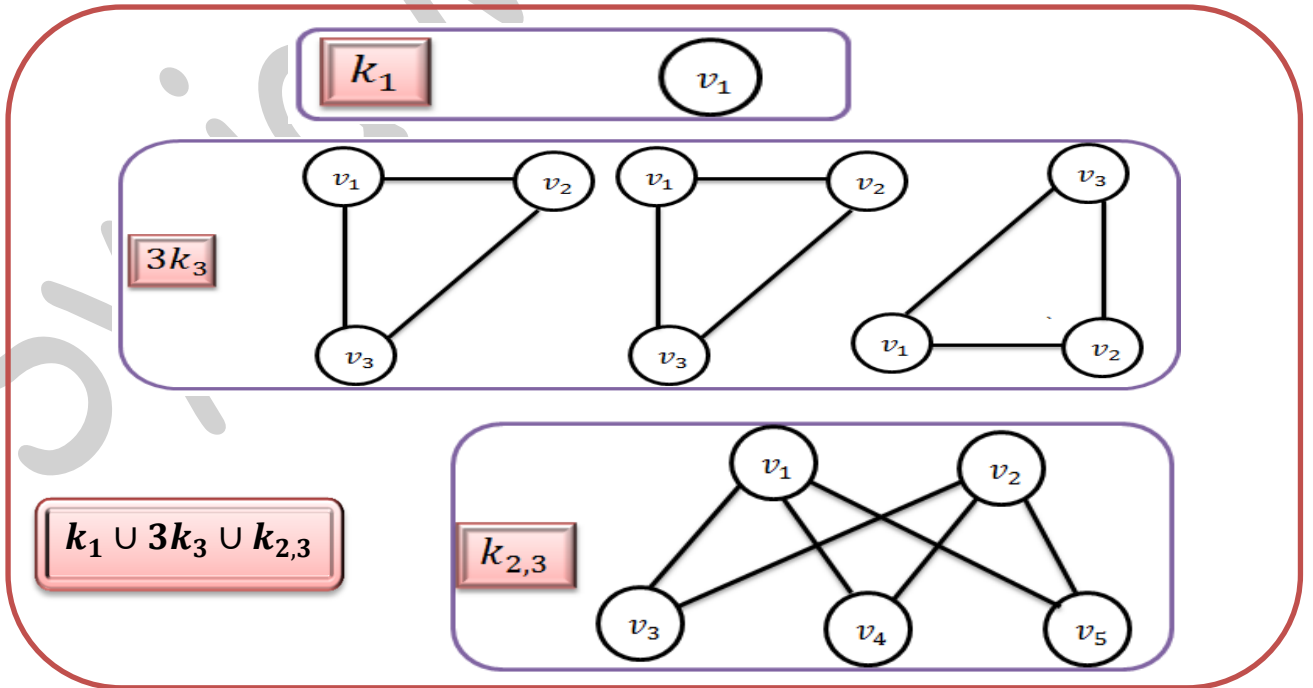 k₁
v₁
v₁ v₂ v₁ v₂ v₃
3k₃
v₃ v₃ v₁ v₂
v₁ v₂
k₁ ∪ 3k₃ ∪ k₂,₃
k₂,₃
v₃ v₄ v₅